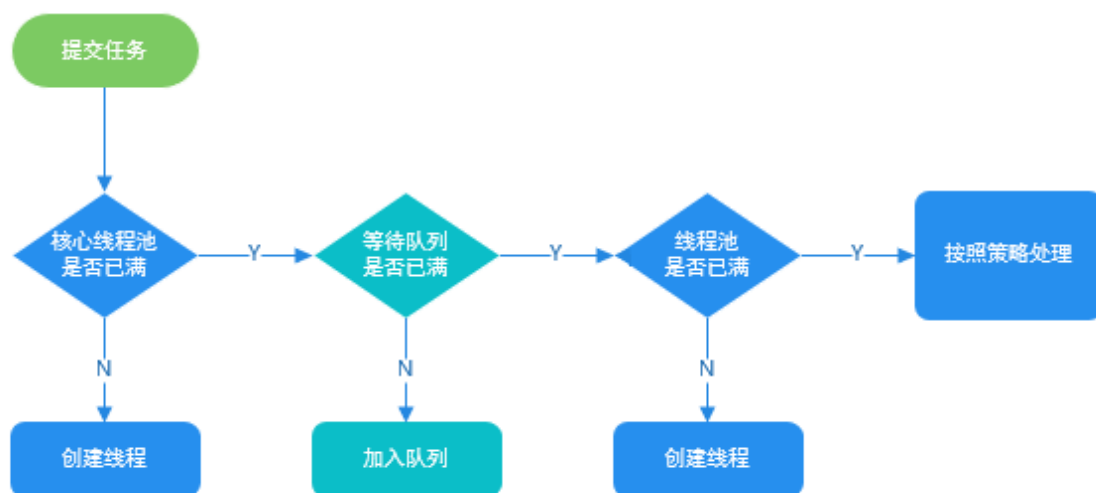 提交任务
核心线程池
是否已满
Y
等待队列
是否已满
Y
线程池
是否已满
Y
按照策略处理
N
N
N
创建线程
加入队列
创建线程